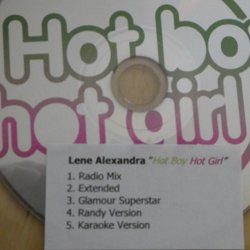 Hot bo
hot girl
Lene Alexandra "Hot Boy Hot Girl"
1. Radio Mix
2. Extended
3. Glamour Superstar
4. Randy Version
5. Karaoke Version